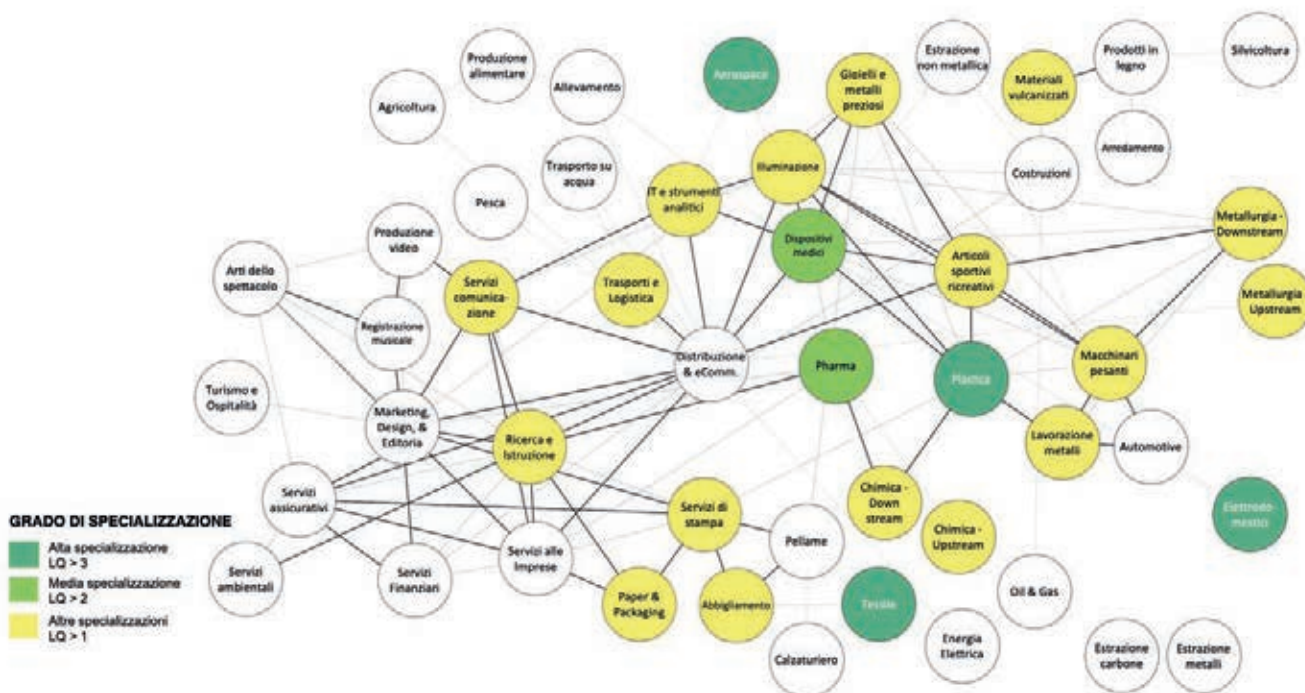 Produzione
alimentare
Allevamento
Agricoltura
Trasporto su
acqua
Pesca
Produzione
video
Arti dello
spettacolo
Registrazione
musicale
Turismo e
Ospitalità
Marketing,
Design, &
Editoria
Servizi
assicurativi
Servizi
ambientali
Servizi
Finanziari
Servizi alle
Imprese
Ricerca e
Istruzione
Servizi
comunica-
zione
Trasporti e
Logistica
IT e strumenti
analitici
Aerospace
Illuminazione
Gioielli e
metalli
preziosi
Dispositivi
medici
Distribuzione
& eComm.
Pharma
Estrazione
non metallica
Materiali
vulcanizzati
Prodotti in
legno
Silvicoltura
Arredamento
Costruzioni
Articoli
sportivi
ricreativi
Metallurgia -
Downstream
Metallurgia
Upstream
Macchinari
pesanti
Plastica
Lavorazione
metalli
Automotive
Elettrodo-
mestici
Chimica -
Down
stream
Chimica -
Upstream
Servizi di
stampa
Pellame
Paper &
Packaging
Abbigliamento
Tessile
Calzaturiero
Energia
Elettrica
Oil & Gas
Estrazione
carbone
Estrazione
metalli
GRADO DI SPECIALIZZAZIONE
Alta specializzazione
LQ > 3
Media specializzazione
LQ > 2
Altre specializzazioni
LQ > 1